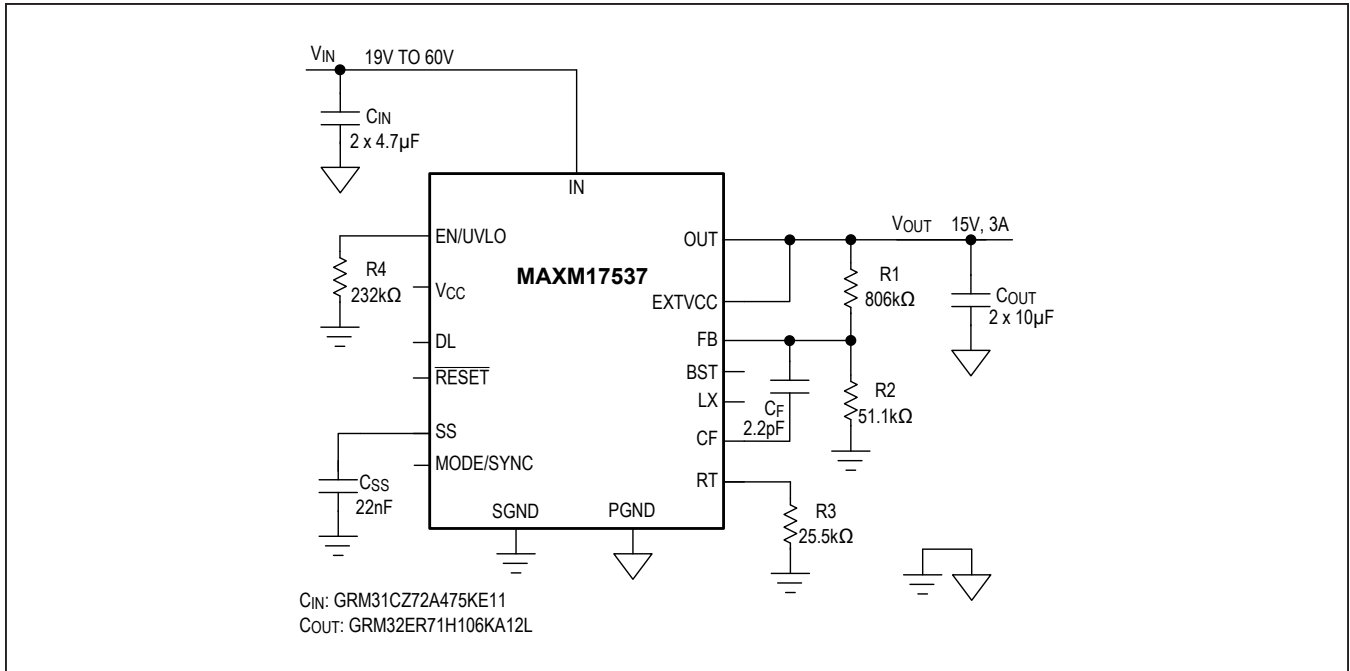 VIN 19V TO 60V
CIN
2 x 4.7µF
IN
EN/UVLO
R4
232kΩ
VCC
DL
RESET
SS
MODE/SYNC
CSS
22nF
SGND
PGND
MAXM17537
OUT
EXTVCC
FB
BST
LX
CF
RT
CF
2.2pF
VOUT 15V, 3A
R1
806kΩ
COUT
2 x 10µF
R2
51.1kΩ
R3
25.5kΩ
CIN: GRM31CZ72A475KE11
COUT: GRM32ER71H106KA12L